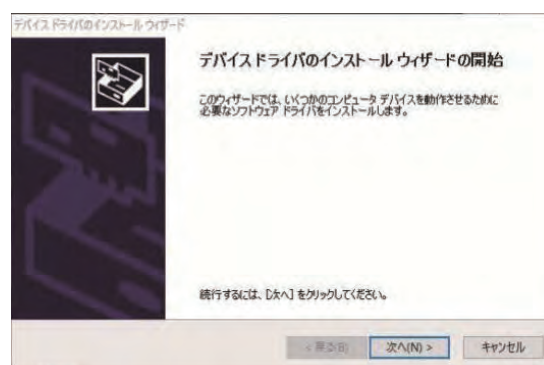 デバイス ドライバのインストール ウィザード
デバイス ドライバのインストール ウィザードの開始
このウィザードでは、いくつかのコンピュータ デバイスを動作させるために
必要なソフトウェア ドライバをインストールします。
続行するには、[次へ] をクリックしてください。
< 戻る(B)
次へ(N) >
キャンセル